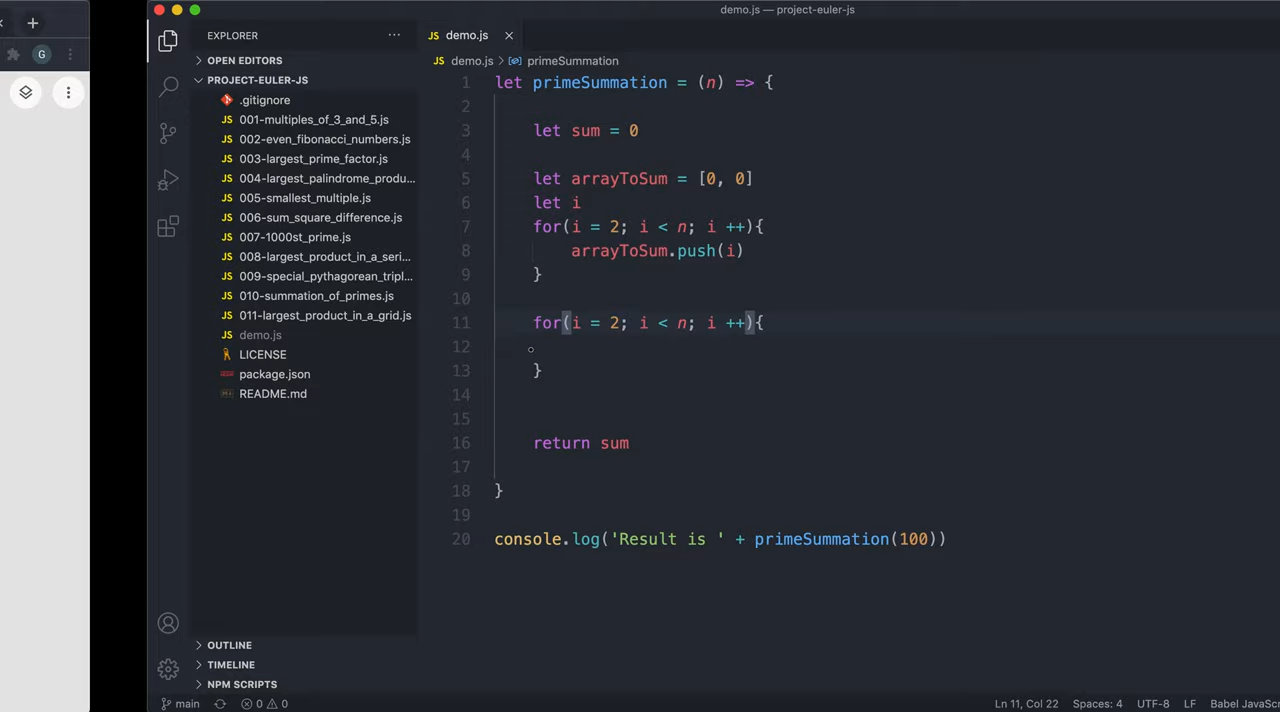 demo.js — project-euler-js
G
EXPLORER
OPEN EDITORS
PROJECT-EULER-JS
.gitignore
JS 001-multiples_of_3_and_5.js
JS 002-even_fibonacci_numbers.js
JS 003-largest_prime_factor.js
JS 004-largest_palindrome_produ...
JS 005-smallest_multiple.js
JS 006-sum_square_difference.js
JS 007-1000st_prime.js
JS 008-largest_product_in_a_seri...
JS 009-special_pythagorean_tripl...
JS 010-summation_of_primes.js
JS 011-largest_product_in_a_grid.js
JS demo.js
LICENSE
package.json
README.md
OUTLINE
TIMELINE
NPM SCRIPTS
JS demo.js
JS demo.js > primeSummation
1 let primeSummation = (n) => {
2
3 let sum = 0
4
5 let arrayToSum = [0, 0]
6 let i
7 for(i = 2; i < n; i ++){
8 arrayToSum.push(i)
9 }
10
11 for(i = 2; i < n; i ++){
12
13 }
14
15
16 return sum
17
18 }
19
20 console.log('Result is ' + primeSummation(100))
main 0 0 Ln 11, Col 22 Spaces: 4 UTF-8 LF Babel JavaSc